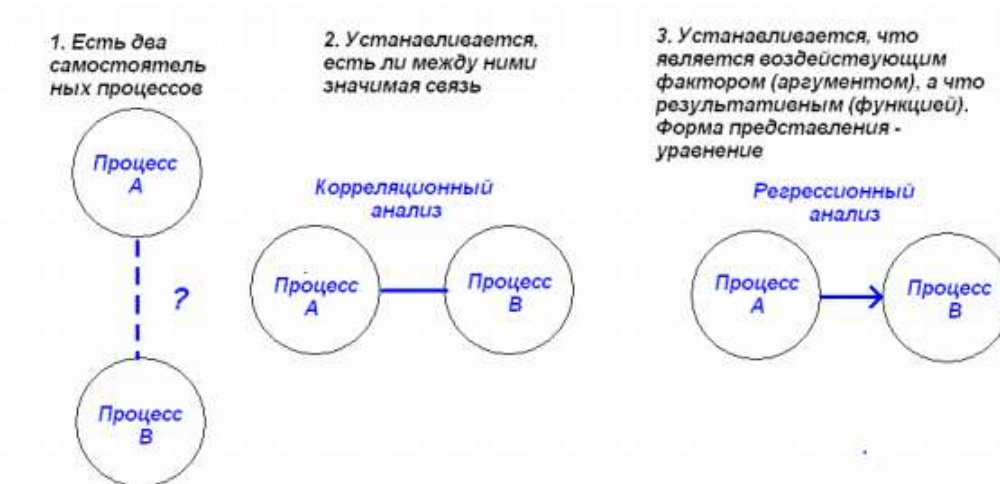 1. Есть два
самостоятель
ных процессов
Процесс
А
?
Процесс
В
2. Устанавливается,
есть ли между ними
значимая связь
Корреляционный
анализ
Процесс
А
Процесс
В
3. Устанавливается, что
является воздействующим
фактором (аргументом), а что
результативным (функцией).
Форма представления -
уравнение
Регрессионный
анализ
Процесс
А
Процесс
В